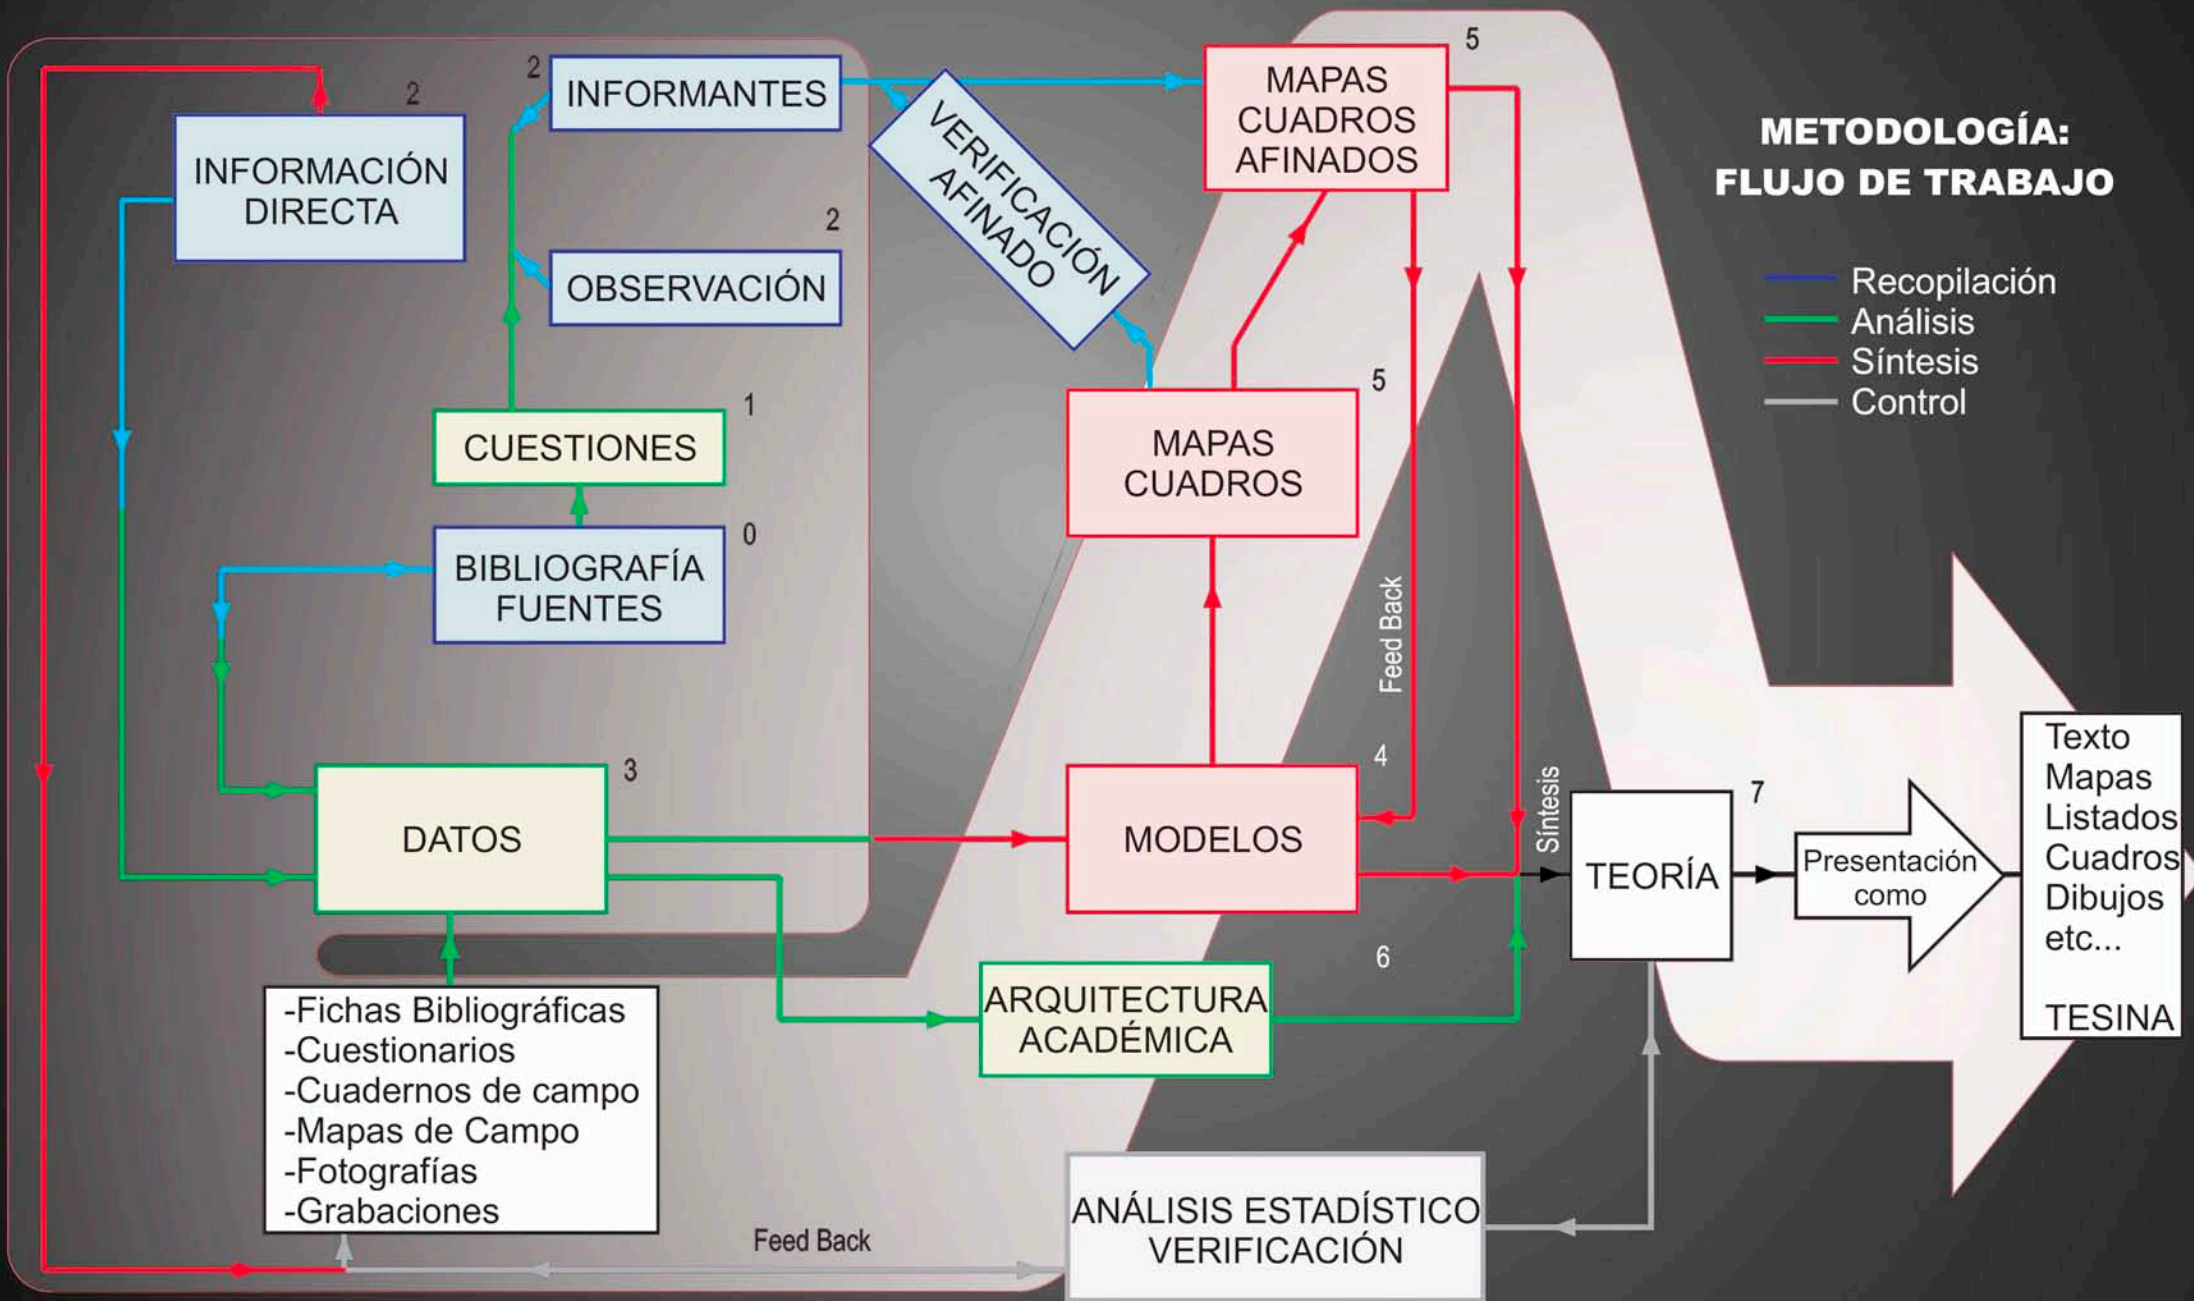 METODOLOGÍA:
FLUJO DE TRABAJO
Recopilación
Análisis
Síntesis
Control
2
INFORMACIÓN
DIRECTA
2
INFORMANTES
2
OBSERVACIÓN
1
CUESTIONES
0
BIBLIOGRAFÍA
FUENTES
3
DATOS
-Fichas Bibliográficas
-Cuestionarios
-Cuadernos de campo
-Mapas de Campo
-Fotografías
-Grabaciones
Feed Back
VERIFICACIÓN
AFINADO
5
MAPAS
CUADROS
AFINADOS
5
MAPAS
CUADROS
Feed Back
4
MODELOS
6
ARQUITECTURA
ACADÉMICA
ANÁLISIS ESTADÍSTICO
VERIFICACIÓN
Síntesis
7
TEORÍA
Presentación
como
Texto
Mapas
Listados
Cuadros
Dibujos
etc...
TESINA